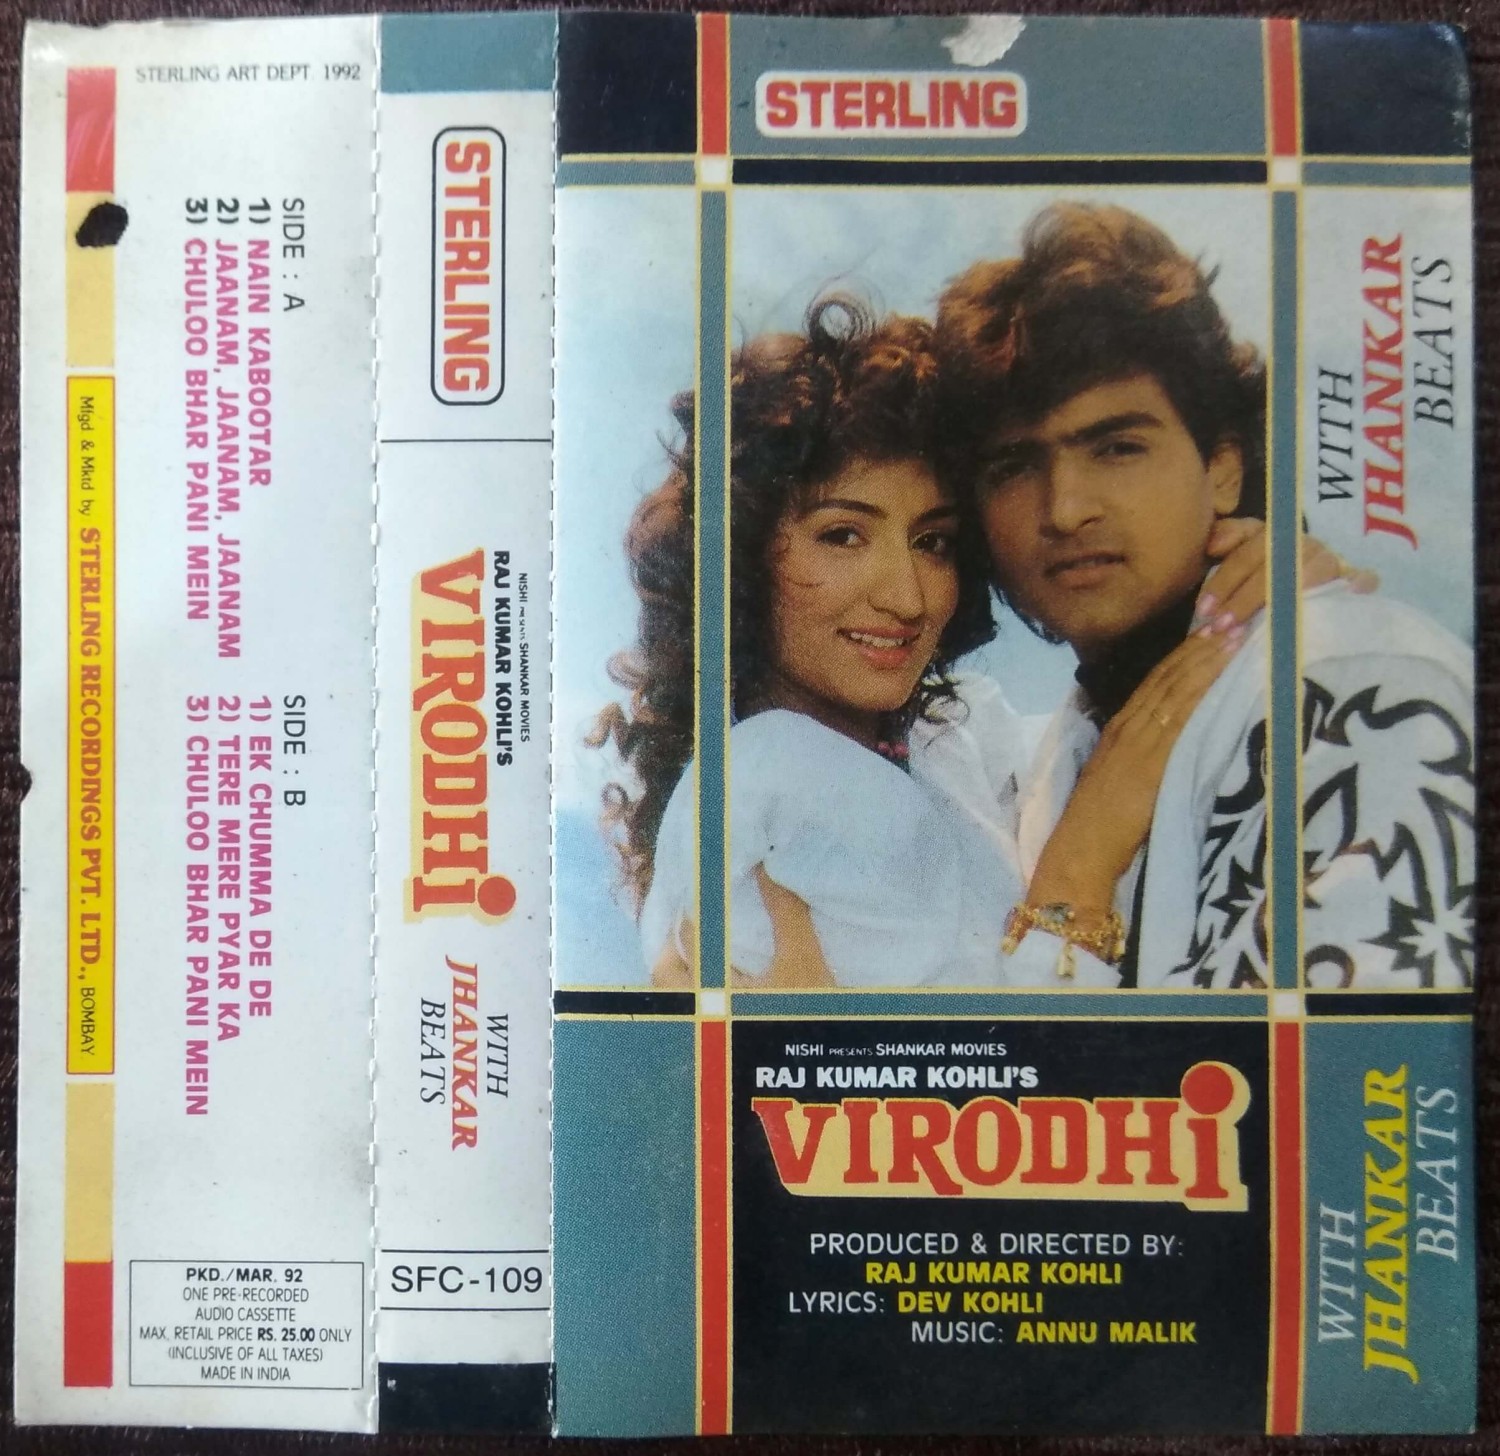 STERLING ART DEPT. 1992
SIDE : A
1) NAIN KABOOTAR
2) JAANAM, JAANAM, JAANAM
3) CHULOO BHAR PANI MEIN
SIDE : B
1) EK CHUMMA DE DE
2) TERE MERE PYAR KA
3) CHULOO BHAR PANI MEIN
Mfgd & Mktd by STERLING RECORDINGS PVT. LTD., BOMBAY
PKD./MAR. 92
ONE PRE-RECORDED
AUDIO CASSETTE
MAX. RETAIL PRICE RS. 25.00 ONLY
(INCLUSIVE OF ALL TAXES)
MADE IN INDIA
STERLING
NISHI PRESENTS SHANKAR MOVIES
RAJ KUMAR KOHLI'S
VIRODHi
WITH
JHANKAR
BEATS
SFC-109
STERLING
WITH
JHANKAR
BEATS
NISHI PRESENTS SHANKAR MOVIES
RAJ KUMAR KOHLI'S
VIRODHi
PRODUCED & DIRECTED BY:
RAJ KUMAR KOHLI
LYRICS: DEV KOHLI
MUSIC: ANNU MALIK
WITH
JHANKAR
BEATS